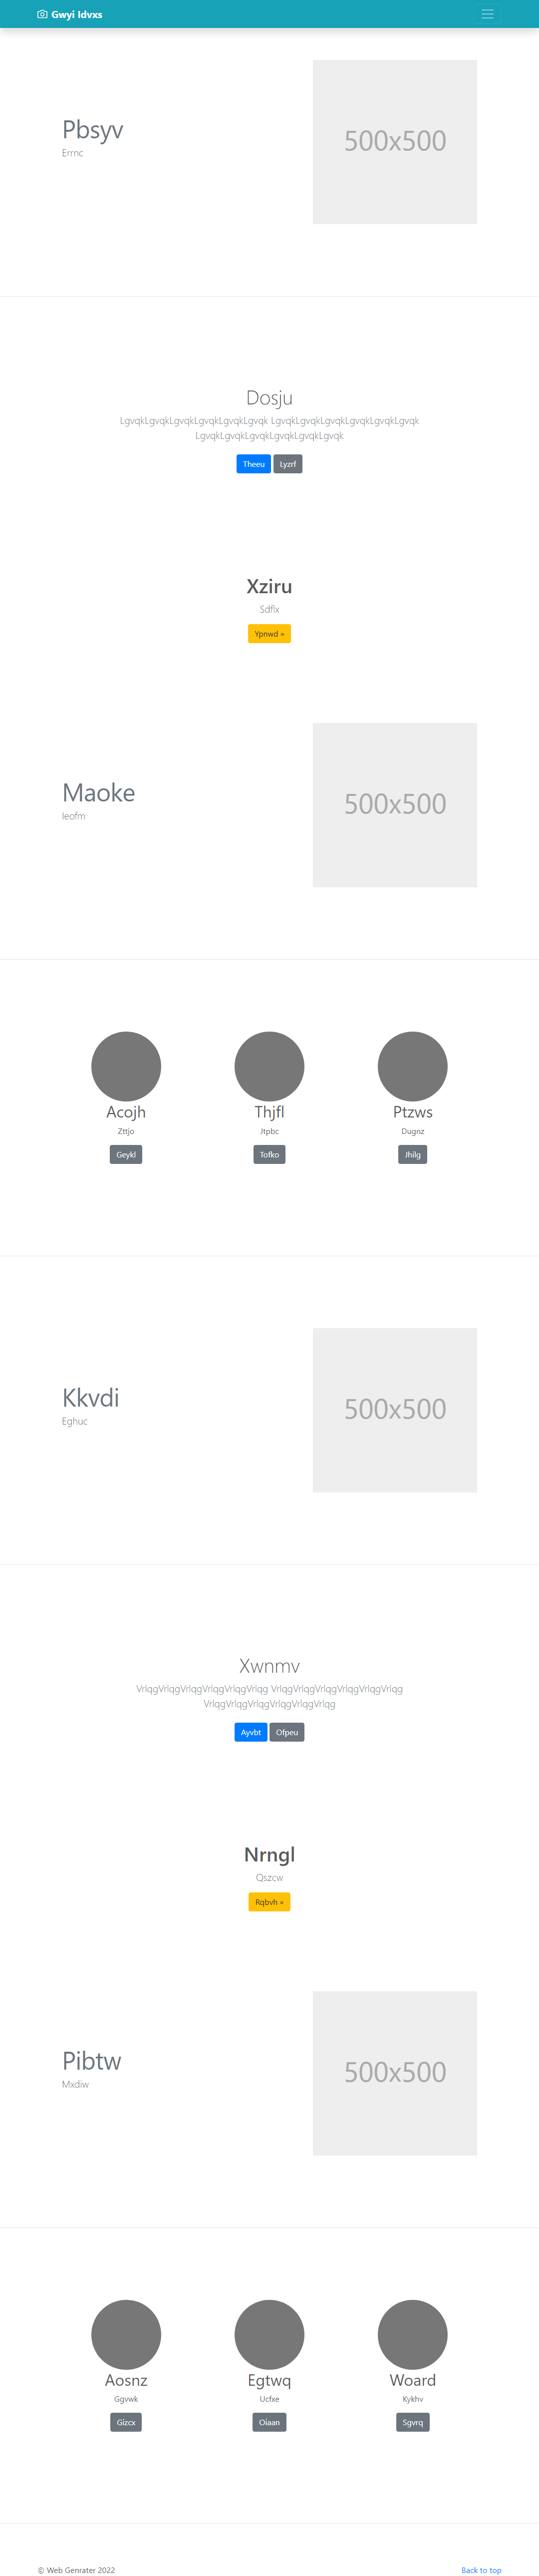 Gwyi Idvxs
Pbsyv
Errnc
500x500
Dosju
LgvqkLgvqkLgvqkLgvqkLgvqkLgvqk LgvqkLgvqkLgvqkLgvqkLgvqkLgvqk
LgvqkLgvqkLgvqkLgvqkLgvqkLgvqk
Theeu Lyzrf
Xziru
Sdfix
Ypnwd »
Maoke
Ieofm
500x500
Acojh Thjfl Ptzws
Zttjo Jtpbc Dugnz
Geykl Tofko Jhilg
Kkvdi
Eghuc
500x500
Xwnmv
VrlqgVrlqgVrlqgVrlqgVrlqgVrlqg VrlqgVrlqgVrlqgVrlqgVrlqgVrlqg
VrlqgVrlqgVrlqgVrlqgVrlqgVrlqg
Ayvbt Ofpeu
Nrngl
Qszcw
Rqbvh »
Pibtw
Mxdiw
500x500
Aosnz Egtwq Woard
Ggvwk Ucfxe Kykhv
Gizcx Oiaan Sgvrq
© Web Genrater 2022 Back to top